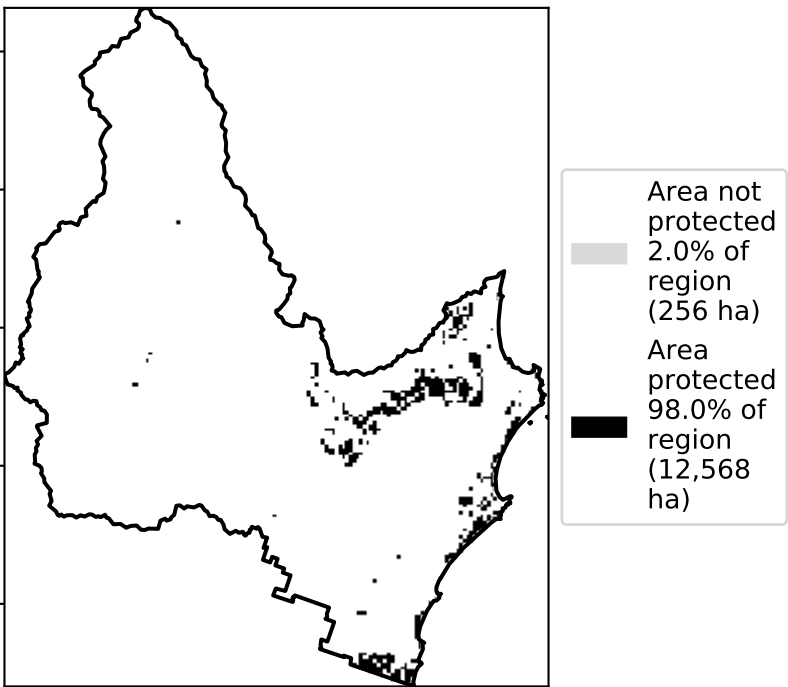 Area not
protected
2.0% of
region
(256 ha)
Area
protected
98.0% of
region
(12,568
ha)